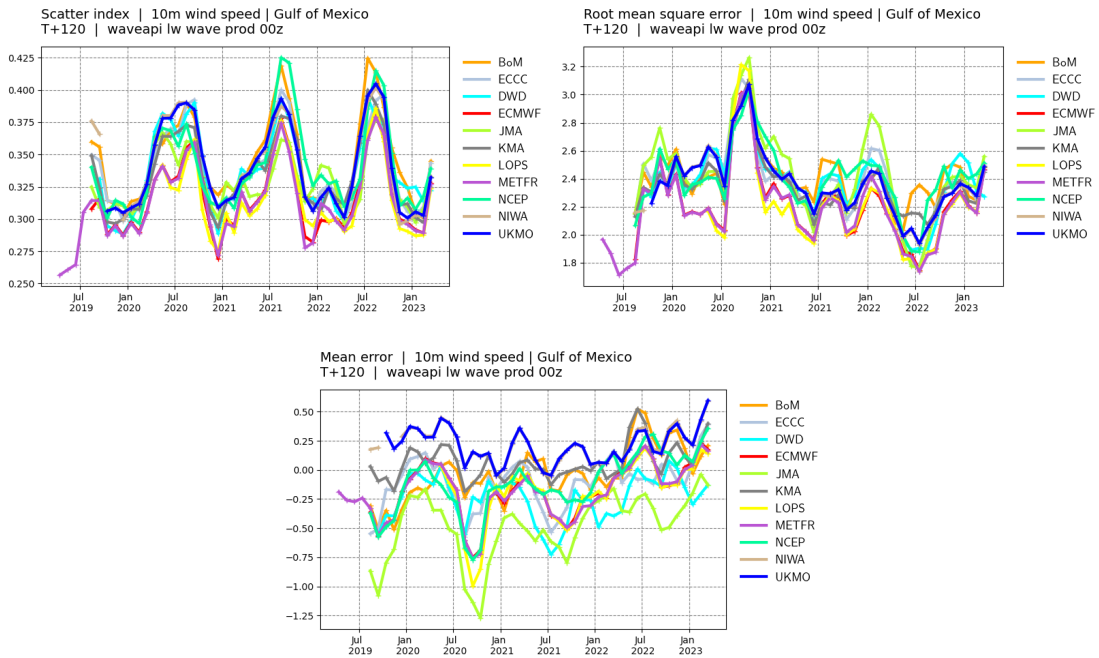 Scatter index | 10m wind speed | Gulf of Mexico
T+120 | waveapi lw wave prod 00z
0.425
0.400
0.375
0.350
0.325
0.300
0.275
0.250
Jul 2019
Jan 2020
Jul 2020
Jan 2021
Jul 2021
Jan 2022
Jul 2022
Jan 2023
BoM
ECCC
DWD
ECMWF
JMA
KMA
LOPS
METFR
NCEP
NIWA
UKMO
Root mean square error | 10m wind speed | Gulf of Mexico
T+120 | waveapi lw wave prod 00z
3.2
3.0
2.8
2.6
2.4
2.2
2.0
1.8
Jul 2019
Jan 2020
Jul 2020
Jan 2021
Jul 2021
Jan 2022
Jul 2022
Jan 2023
BoM
ECCC
DWD
ECMWF
JMA
KMA
LOPS
METFR
NCEP
NIWA
UKMO
Mean error | 10m wind speed | Gulf of Mexico
T+120 | waveapi lw wave prod 00z
0.50
0.25
0.00
−0.25
−0.50
−0.75
−1.00
−1.25
Jul 2019
Jan 2020
Jul 2020
Jan 2021
Jul 2021
Jan 2022
Jul 2022
Jan 2023
BoM
ECCC
DWD
ECMWF
JMA
KMA
LOPS
METFR
NCEP
NIWA
UKMO